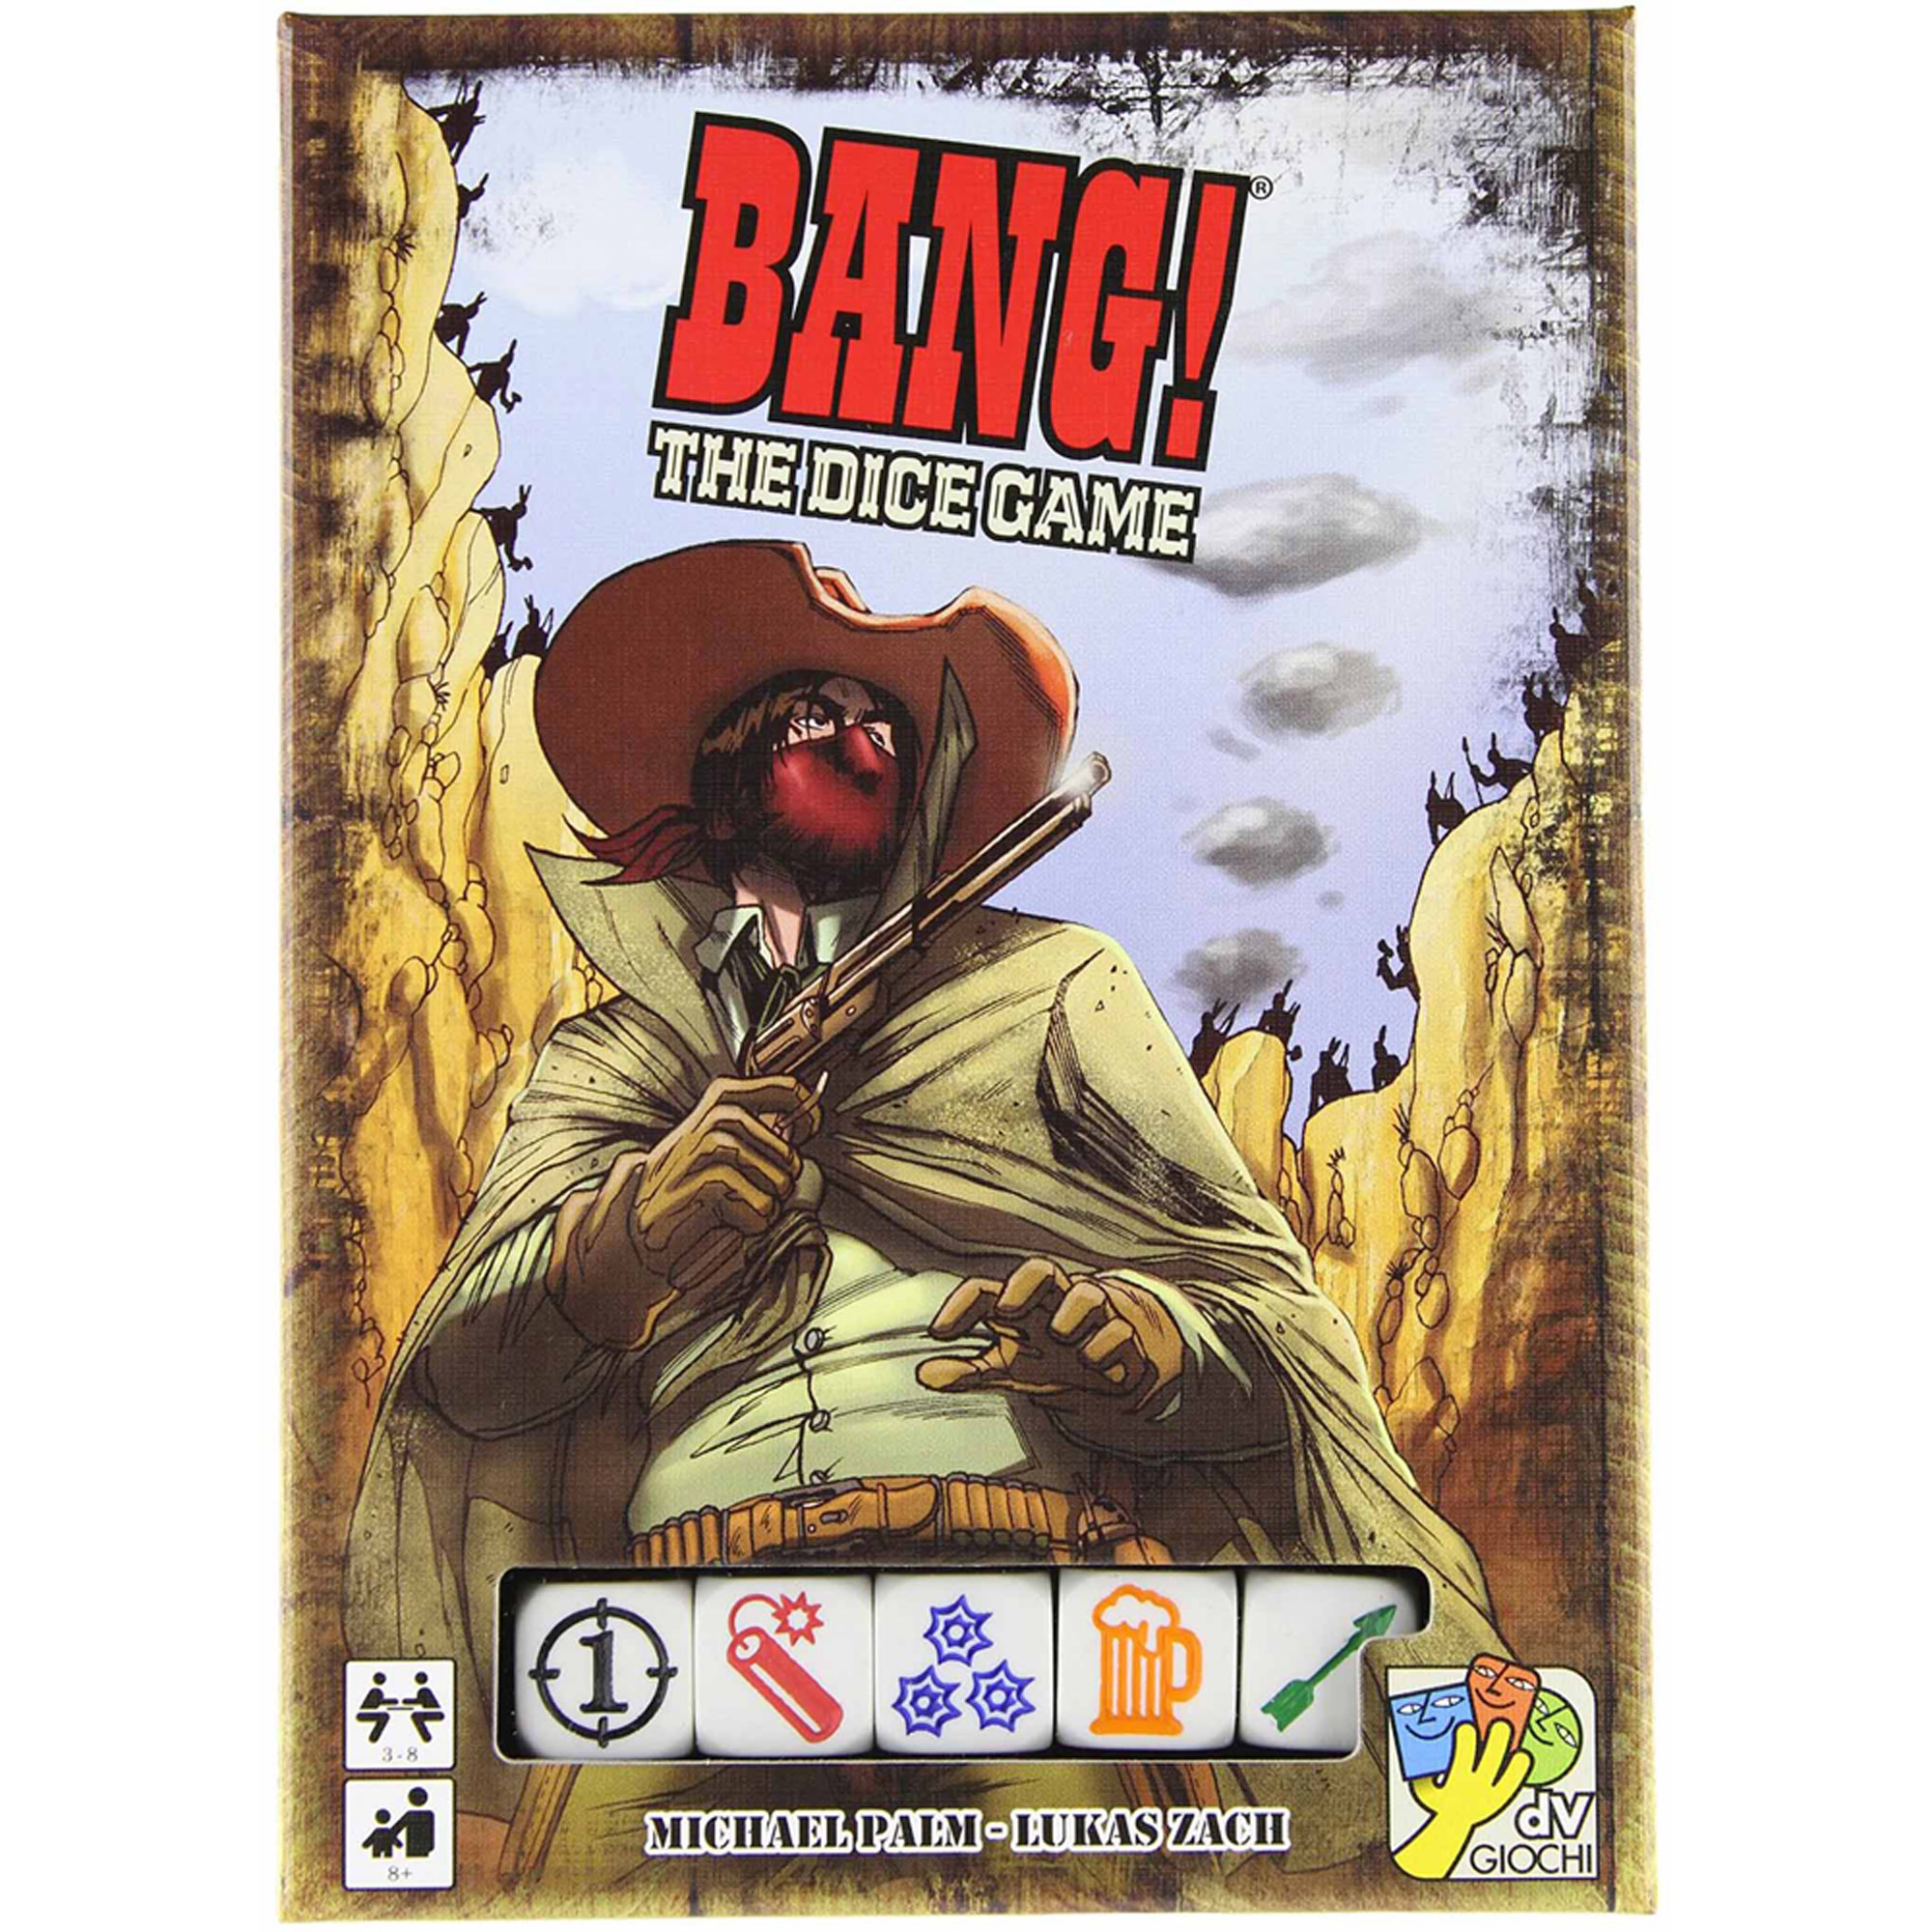 BANG!®
THE DICE GAME
1
3-8
8+
MICHAEL PALM - LUKAS ZACH
dV
GIOCHI